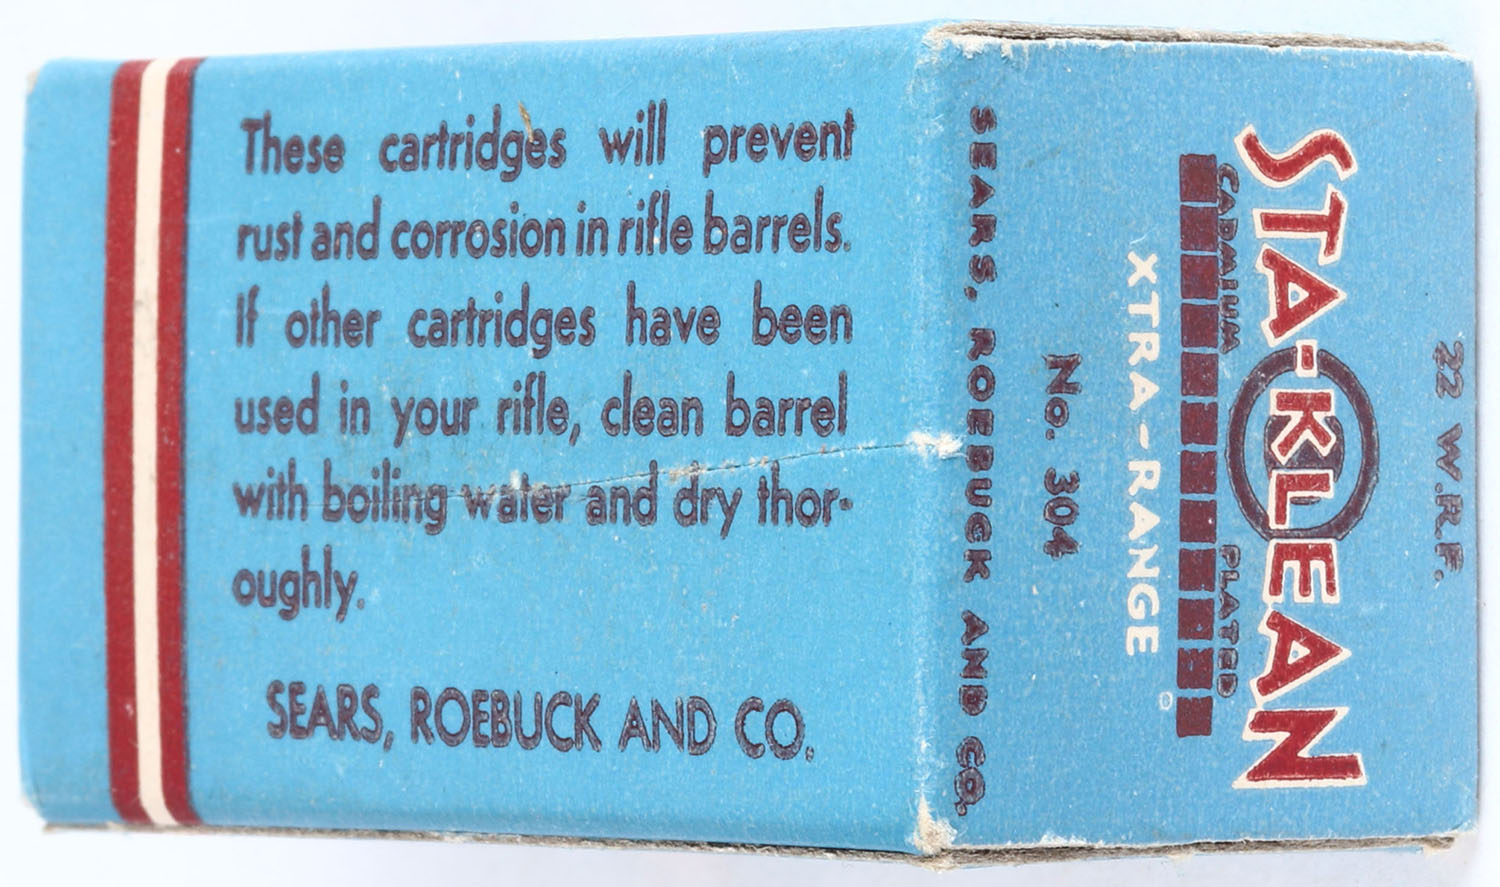 These cartridges will prevent
rust and corrosion in rifle barrels.
If other cartridges have been
used in your rifle, clean barrel
with boiling water and dry thor-
oughly.
SEARS, ROEBUCK AND CO.
22 W.R.F.
STA-KLEAN
CADMIUM PLATED
XTRA-RANGE
No. 304
SEARS, ROEBUCK AND CO.